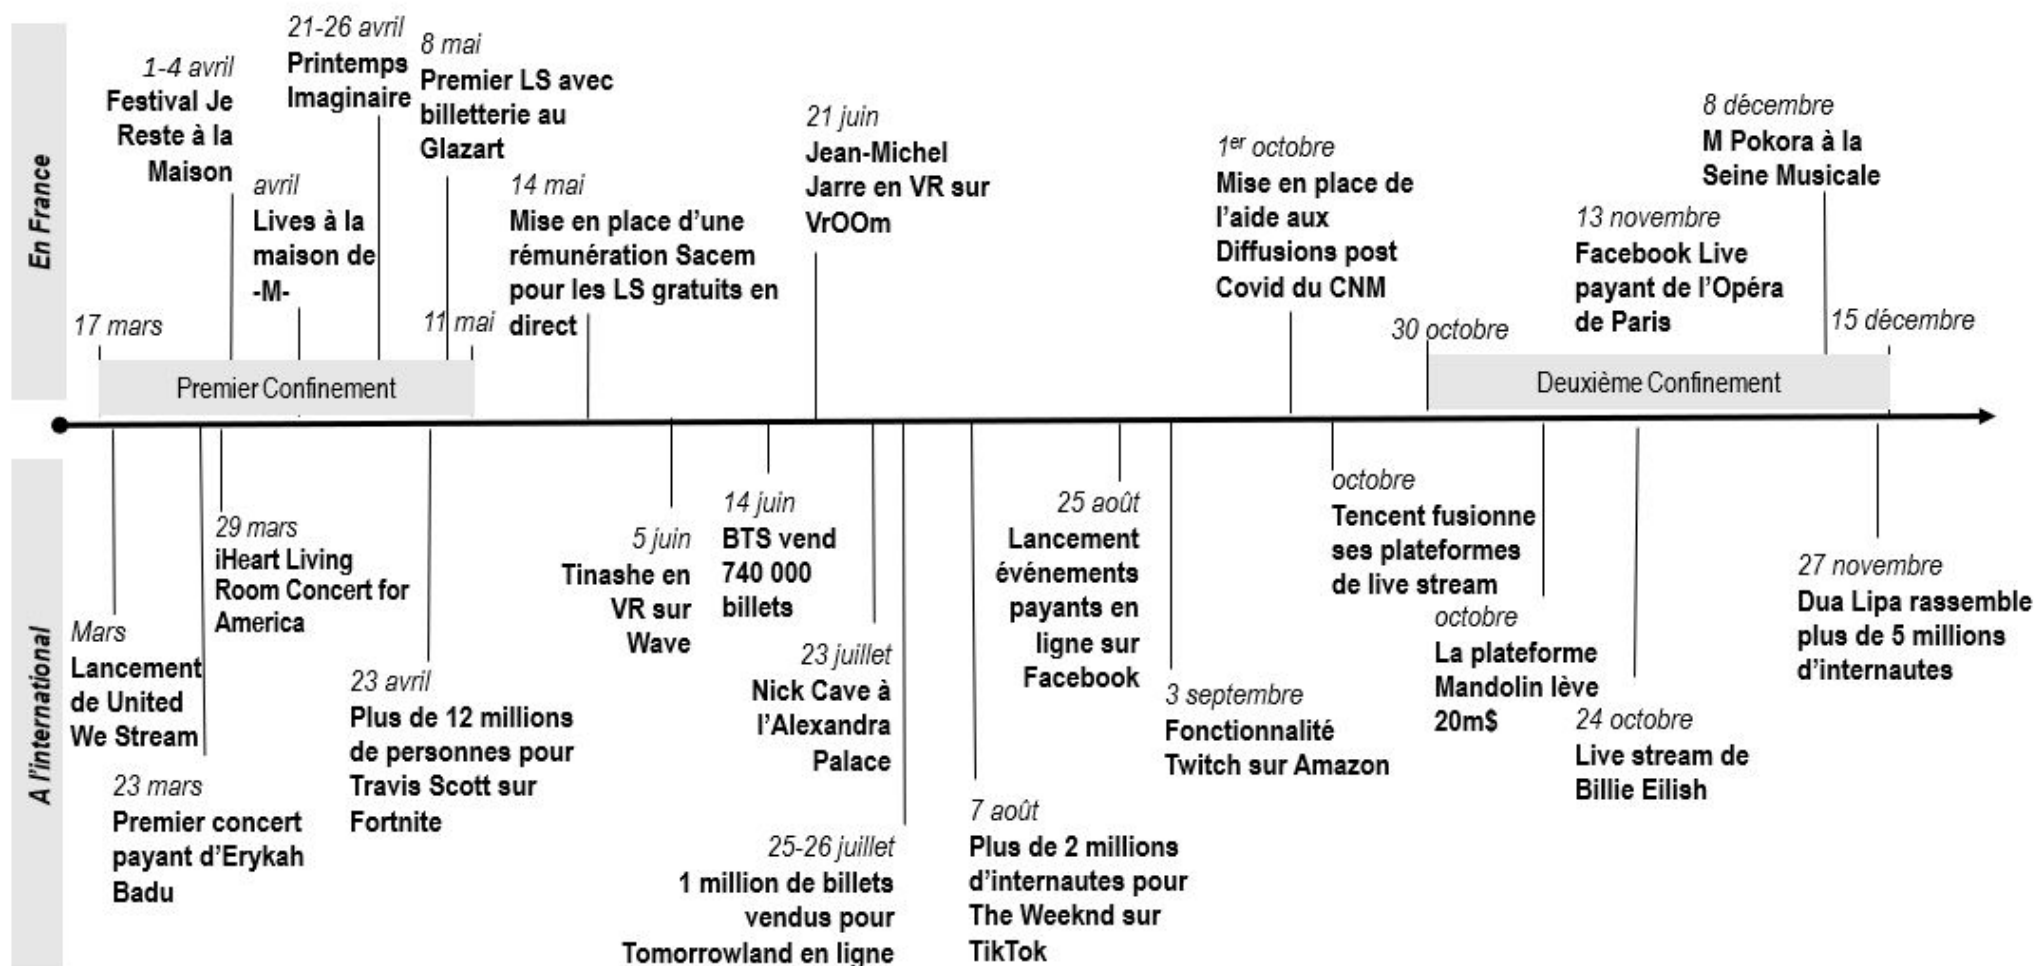 En France
17 mars
1-4 avril
Festival Je
Reste à la
Maison
avril
Lives à la
maison de
-M-
21-26 avril
Printemps
Imaginaire
8 mai
Premier LS avec
billetterie au
Glazart
11 mai
14 mai
Mise en place d’une
rémunération Sacem
pour les LS gratuits en
direct
21 juin
Jean-Michel
Jarre en VR sur
VrOOm
1er octobre
Mise en place de
l’aide aux
Diffusions post
Covid du CNM
30 octobre
13 novembre
Facebook Live
payant de l’Opéra
de Paris
8 décembre
M Pokora à la
Seine Musicale
15 décembre
Premier Confinement
Deuxième Confinement
A l’international
Mars
Lancement
de United
We Stream
23 mars
Premier concert
payant d’Erykah
Badu
29 mars
iHeart Living
Room Concert for
America
23 avril
Plus de 12 millions
de personnes pour
Travis Scott sur
Fortnite
5 juin
Tinashe en
VR sur
Wave
14 juin
BTS vend
740 000
billets
23 juillet
Nick Cave à
l’Alexandra
Palace
25-26 juillet
1 million de billets
vendus pour
Tomorrowland en ligne
7 août
Plus de 2 millions
d’internautes pour
The Weeknd sur
TikTok
25 août
Lancement
événements
payants en
ligne sur
Facebook
3 septembre
Fonctionnalité
Twitch sur Amazon
octobre
Tencent fusionne
ses plateformes
de live stream
octobre
La plateforme
Mandolin lève
20m$
24 octobre
Live stream de
Billie Eilish
27 novembre
Dua Lipa rassemble
plus de 5 millions
d’internautes